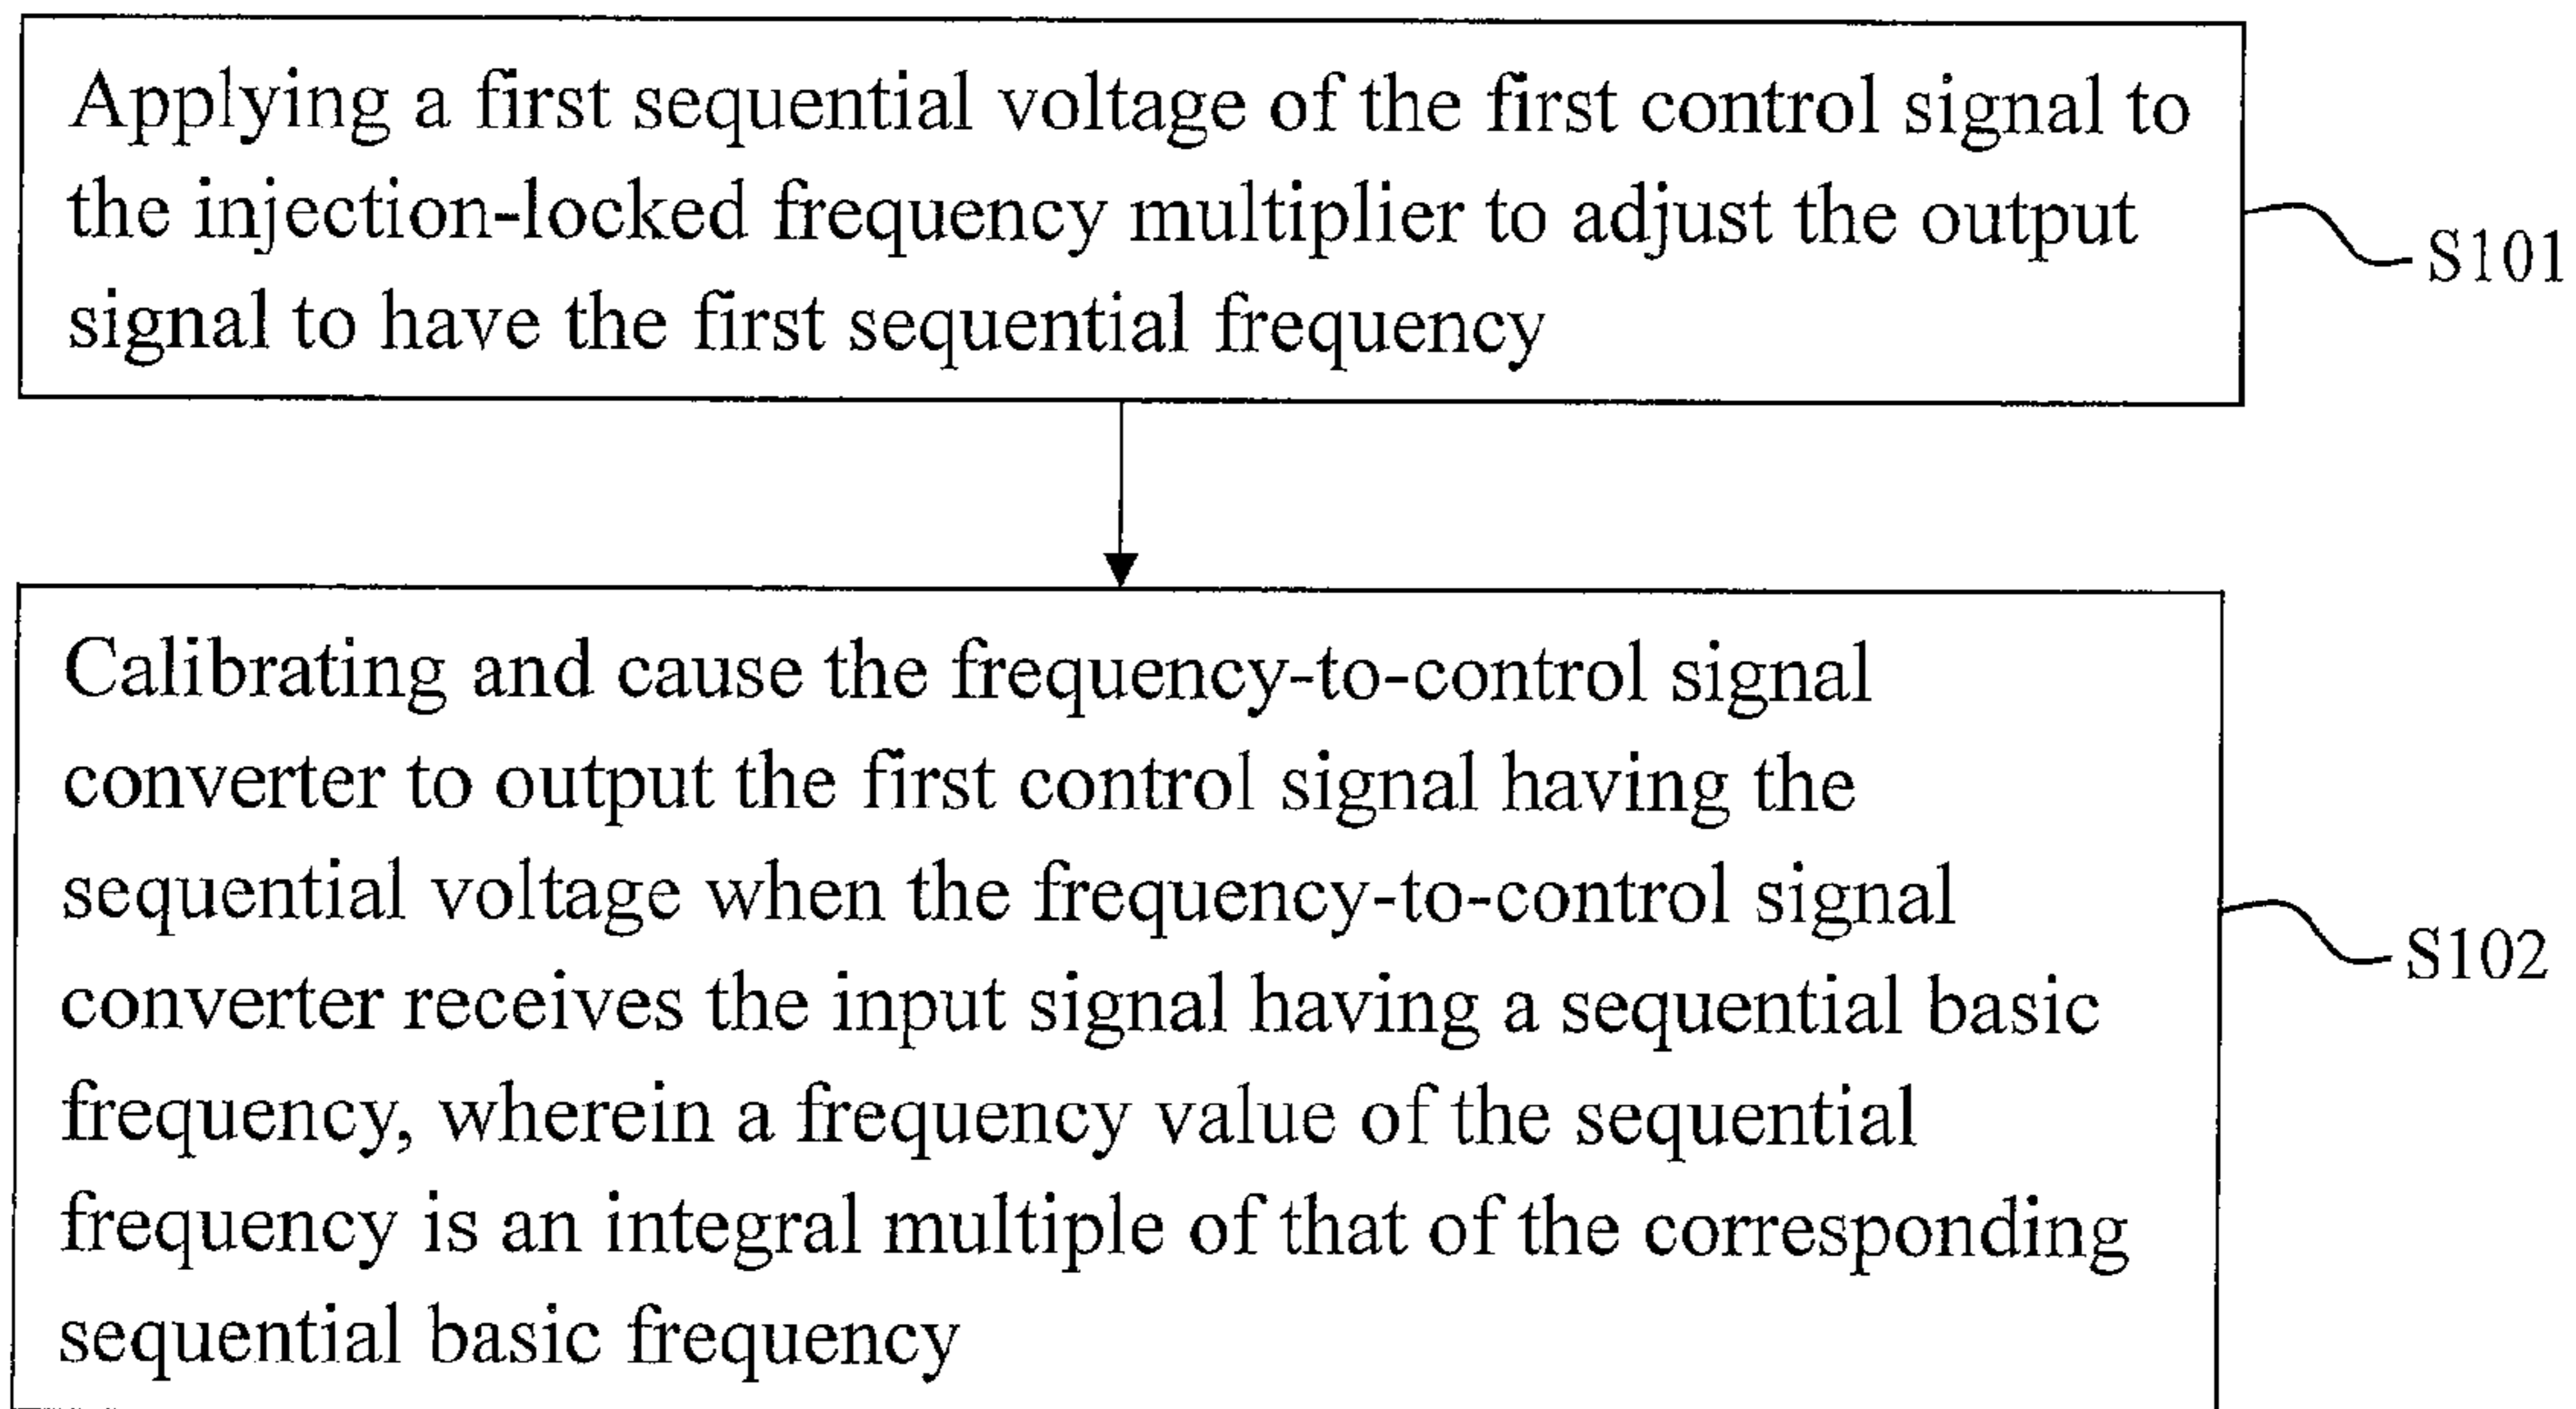 Applying a first sequential voltage of the first control signal to
the injection-locked frequency multiplier to adjust the output
signal to have the first sequential frequency
S101
Calibrating and cause the frequency-to-control signal
converter to output the first control signal having the
sequential voltage when the frequency-to-control signal
converter receives the input signal having a sequential basic
frequency, wherein a frequency value of the sequential
frequency is an integral multiple of that of the corresponding
sequential basic frequency
S102